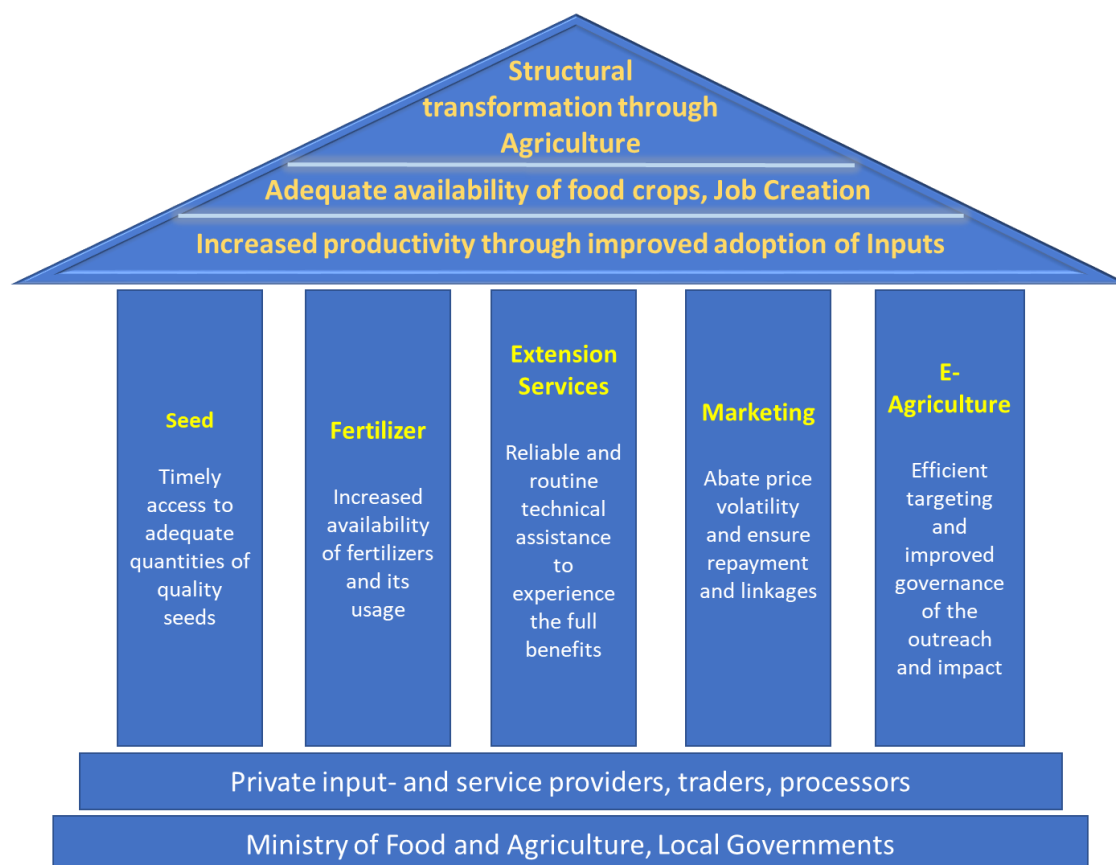 Structural
transformation through
Agriculture
Adequate availability of food crops, Job Creation
Increased productivity through improved adoption of Inputs
Seed
Timely
access to
adequate
quantities of
quality
seeds
Fertilizer
Increased
availability
of fertilizers
and its
usage
Extension
Services
Reliable and
routine
technical
assistance
to
experience
the full
benefits
Marketing
Abate price
volatility
and ensure
repayment
and linkages
E-
Agriculture
Efficient
targeting
and
improved
governance
of the
outreach
and impact
Private input- and service providers, traders, processors
Ministry of Food and Agriculture, Local Governments